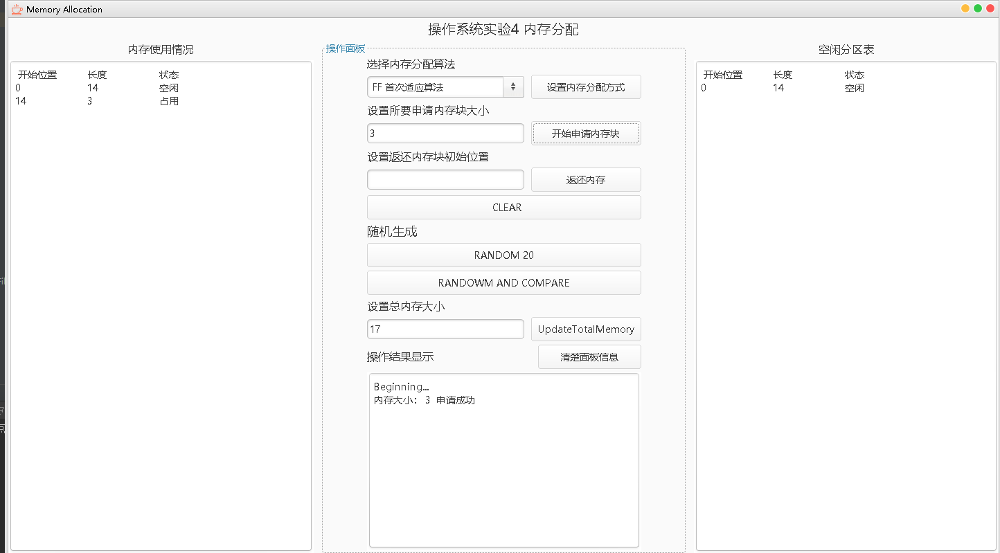 Memory Allocation
操作系统实验4 内存分配
内存使用情况
开始位置 长度 状态
0 14 空闲
14 3 占用
操作面板
选择内存分配算法
FF 首次适应算法 设置内存分配方式
设置所要申请内存块大小
3 开始申请内存块
设置返还内存块初始位置
返还内存
CLEAR
随机生成
RANDOM 20
RANDOWM AND COMPARE
设置总内存大小
17 UpdateTotalMemory
操作结果显示 清楚面板信息
Beginning...
内存大小: 3 申请成功
空闲分区表
开始位置 长度 状态
0 14 空闲